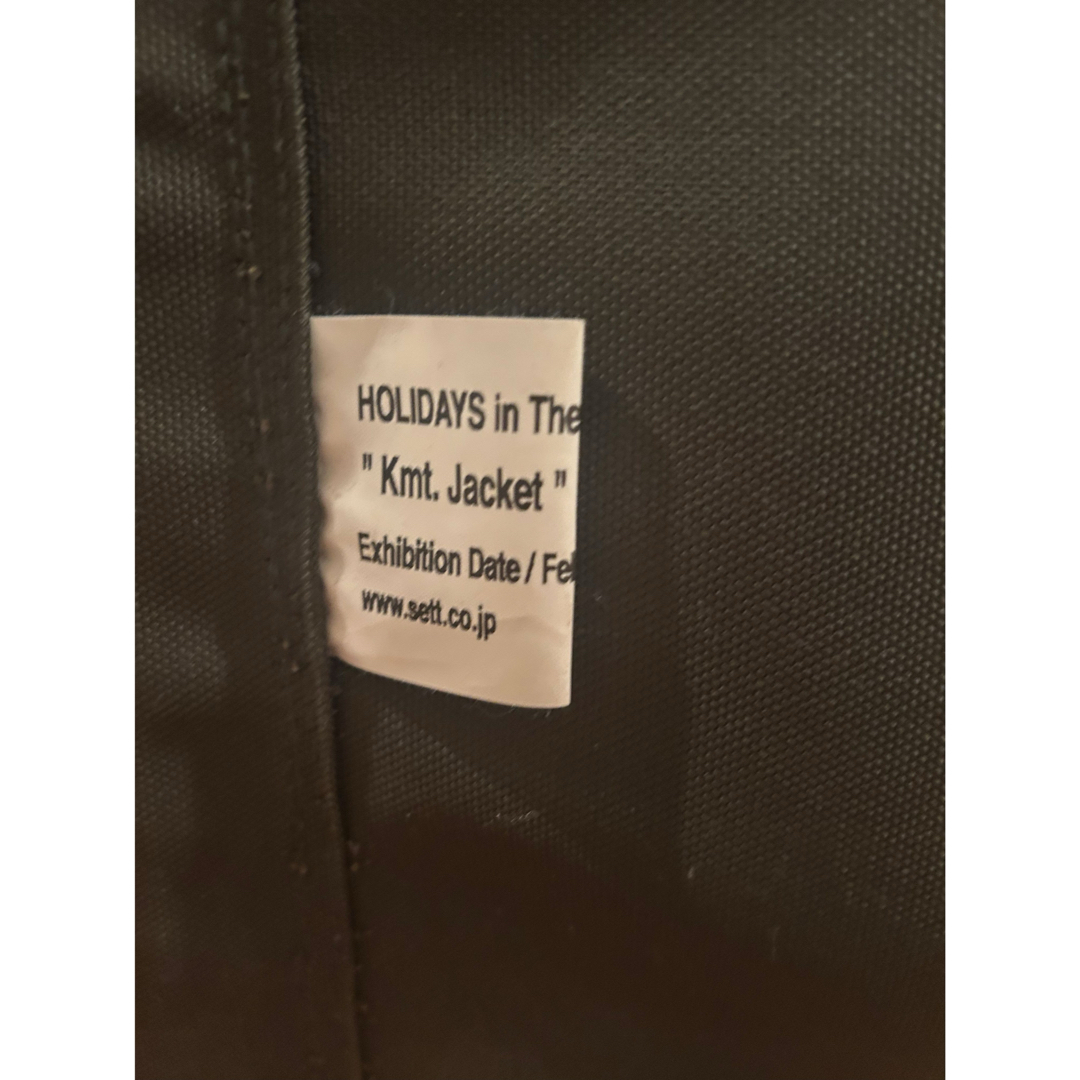 HOLIDAYS in The
" Kmt. Jacket "
Exhibition Date / Fe
www.sett.co.jp